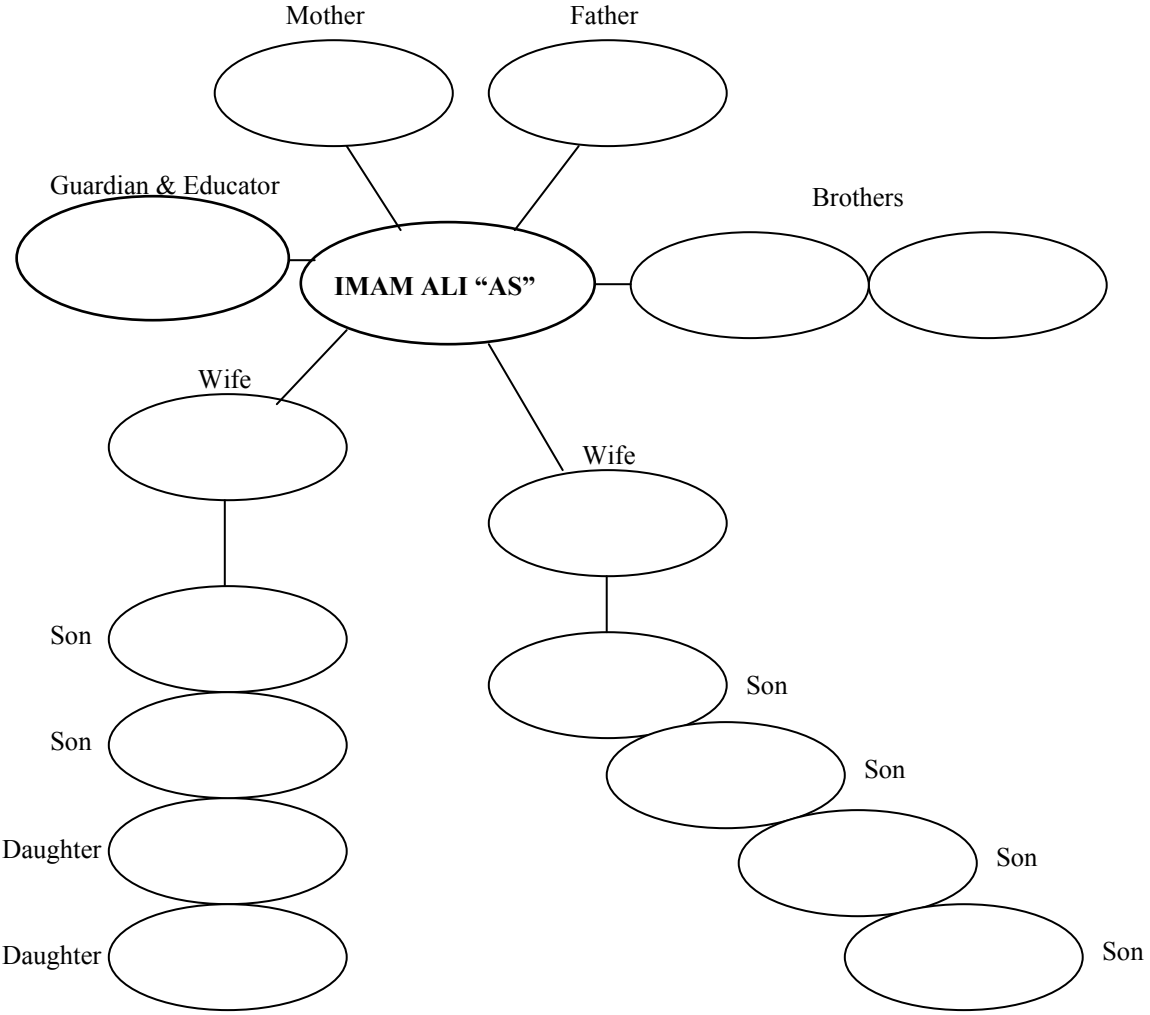 Mother
Father
Guardian & Educator
Brothers
IMAM ALI “AS”
Wife
Wife
Son
Son
Son
Son
Daughter
Son
Daughter
Son